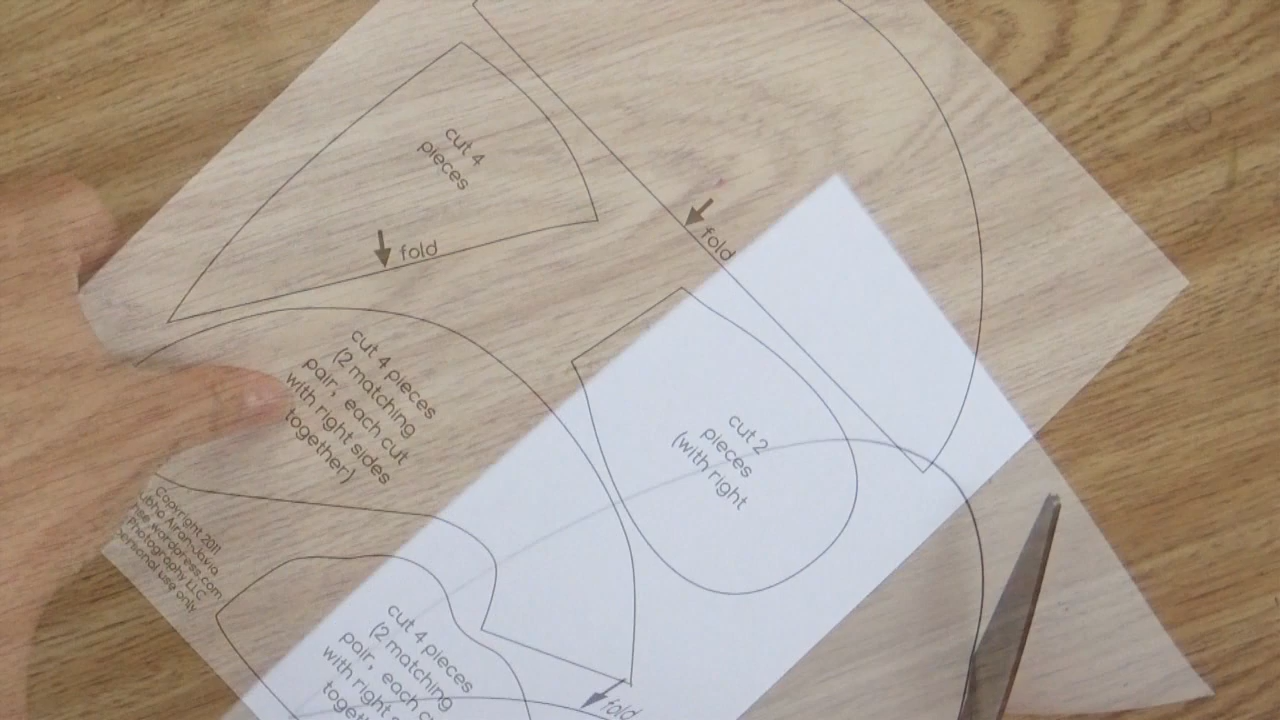 cut 4
pieces
fold
fold
cut 4 pieces
(2 matching
pair, each cut
with right sides
together)
cut 2
pieces
(with right
Copyright 2011
Airan-Javia
.wordpress.com
Photography LLC
personal use only
cut 4 pieces
(2 matching
pair, each
with right
fold